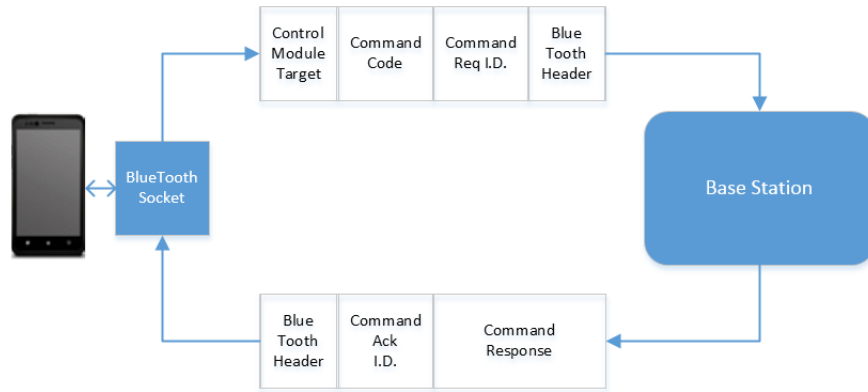 Control
Module
Target
Command
Code
Command
Req I.D.
Blue
Tooth
Header
BlueTooth
Socket
Base Station
Blue
Tooth
Header
Command
Ack
I.D.
Command
Response